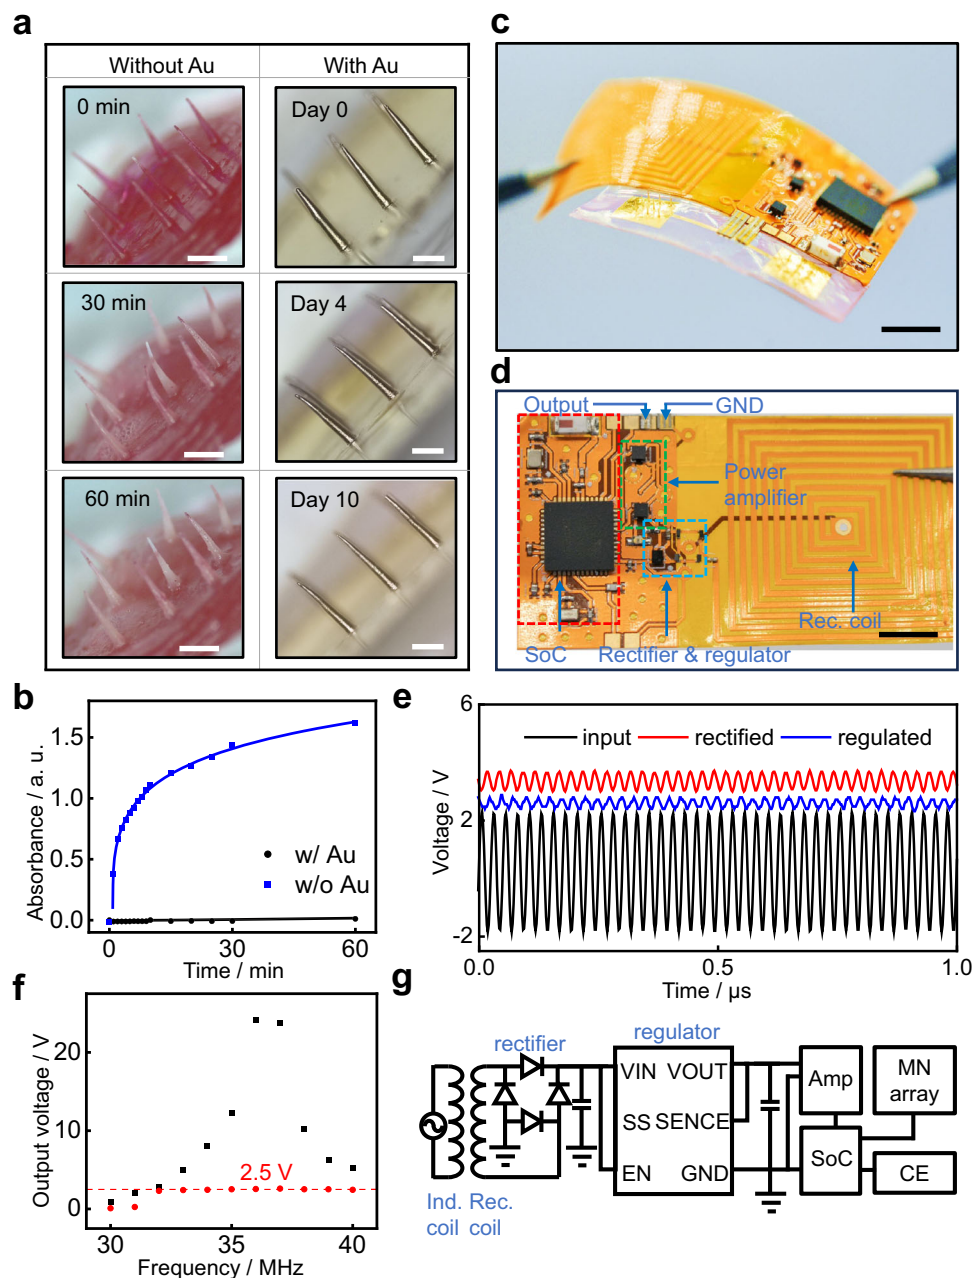 a
Without Au
With Au
0 min
Day 0
30 min
Day 4
60 min
Day 10
b
Absorbance / a. u.
1.5
1.0
0.5
0.0
w/ Au
w/o Au
0
30
60
Time / min
c
d
Output
GND
Power
amplifier
Rec. coil
SoC
Rectifier & regulator
e
input
rectified
regulated
Voltage / V
6
2
-2
0.0
0.5
1.0
Time / µs
f
Output voltage / V
20
10
0
2.5 V
30
35
40
Frequency / MHz
g
rectifier
regulator
VIN
VOUT
SS
SENCE
EN
GND
Amp
MN
array
SoC
CE
Ind.
coil
Rec.
coil